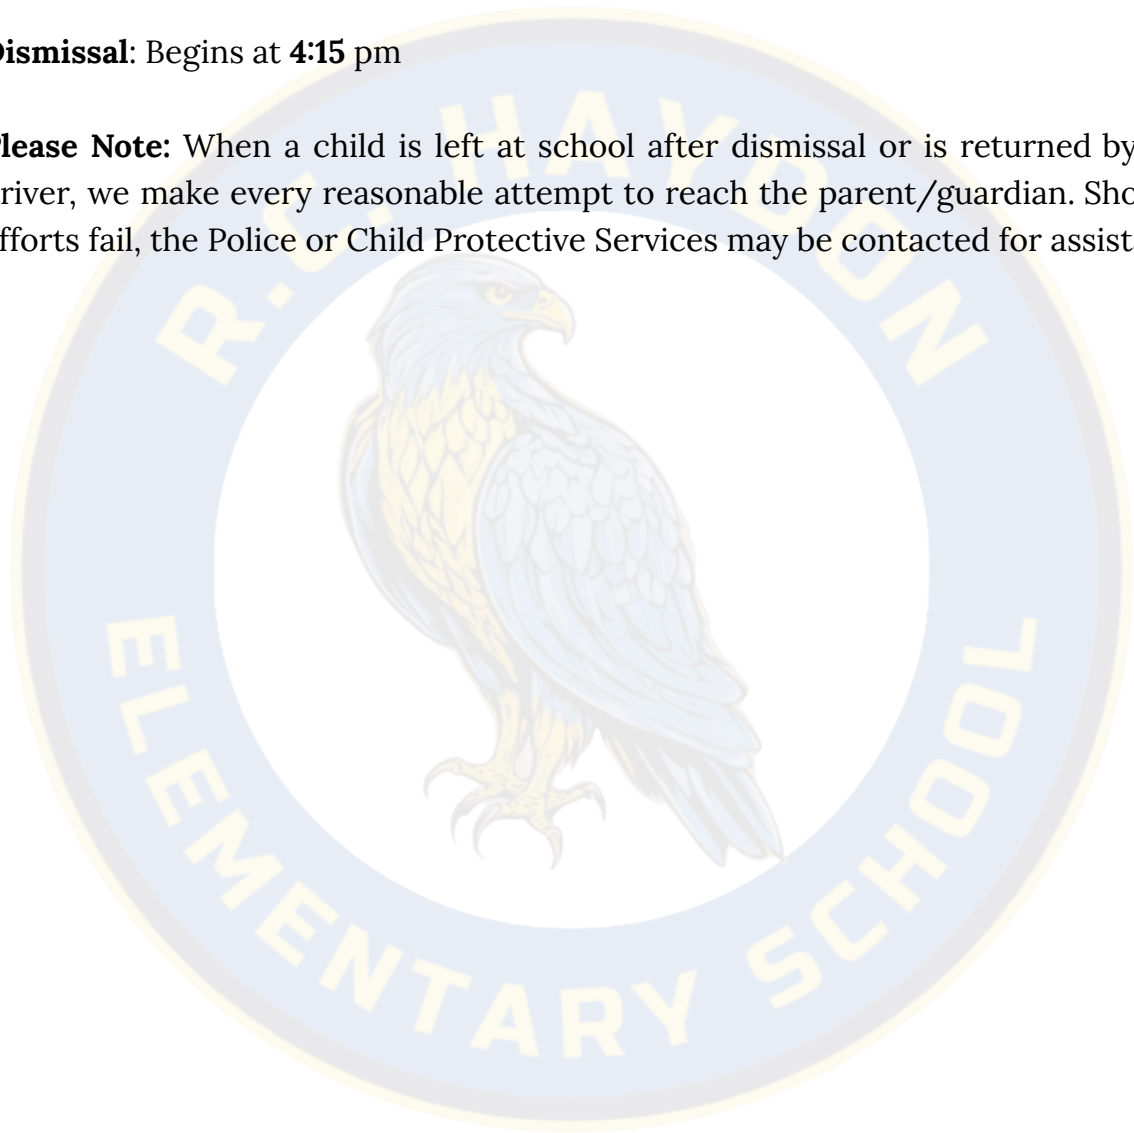 Dismissal: Begins at 4:15 pm
Please Note: When a child is left at school after dismissal or is returned by
river, we make every reasonable attempt to reach the parent/guardian. Sho
fforts fail, the Police or Child Protective Services may be contacted for assist
R.C. HAYDON
ELEMENTARY SCHOOL